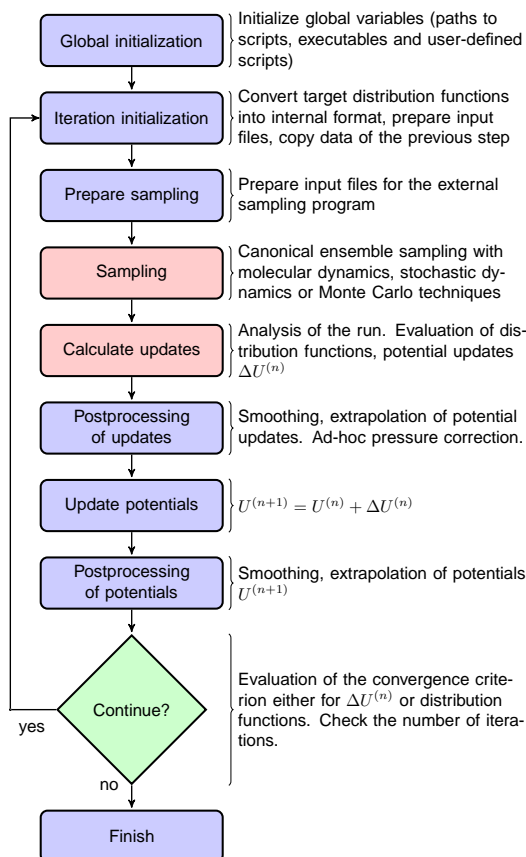 Global initialization
Initialize global variables (paths to
scripts, executables and user-defined
scripts)
Iteration initialization
Convert target distribution functions
into internal format, prepare input
files, copy data of the previous step
Prepare sampling
Prepare input files for the external
sampling program
Sampling
Canonical ensemble sampling with
molecular dynamics, stochastic dy-
namics or Monte Carlo techniques
Calculate updates
Analysis of the run. Evaluation of dis-
tribution functions, potential updates
ΔU⁽ⁿ⁾
Postprocessing
of updates
Smoothing, extrapolation of potential
updates. Ad-hoc pressure correction.
Update potentials
U⁽ⁿ⁺¹⁾ = U⁽ⁿ⁾ + ΔU⁽ⁿ⁾
Postprocessing
of potentials
Smoothing, extrapolation of potentials
U⁽ⁿ⁺¹⁾
Continue?
Evaluation of the convergence crite-
rion either for ΔU⁽ⁿ⁾ or distribution
functions. Check the number of itera-
tions.
yes
no
Finish